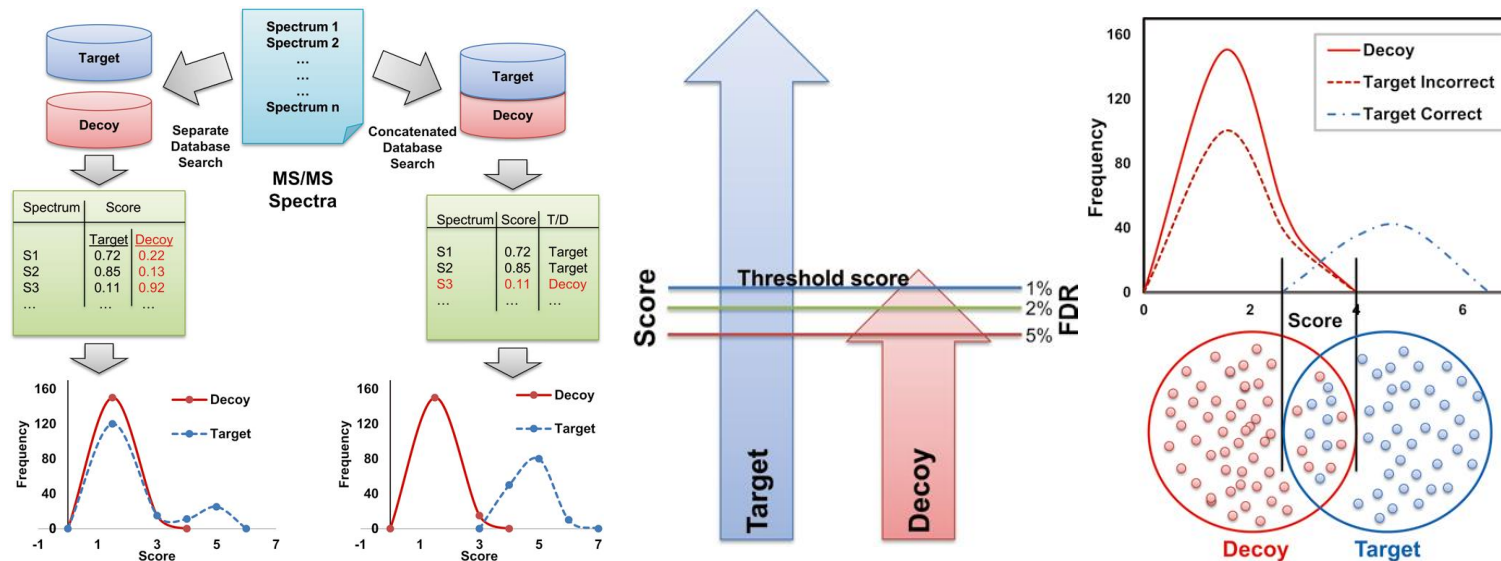 Target
Decoy
Separate
Database
Search
Spectrum 1
Spectrum 2
...
...
...
Spectrum n
MS/MS
Spectra
Concatenated
Database
Search
Target
Decoy
Spectrum Score
Target Decoy
S1 0.72 0.22
S2 0.85 0.13
S3 0.11 0.92
... ... ...
Spectrum Score T/D
S1 0.72 Target
S2 0.85 Target
S3 0.11 Decoy
... ... ...
Frequency
160
120
80
40
0
-1 1 3 5 7
Score
Decoy
Target
Frequency
160
120
80
40
0
-1 1 3 5 7
Score
Decoy
Target
Score
Threshold score
1%
2%
5%
FDR
Target
Decoy
Frequency
160
120
80
40
0
0 2 4 6
Score
Decoy
Target Incorrect
Target Correct
Decoy
Target